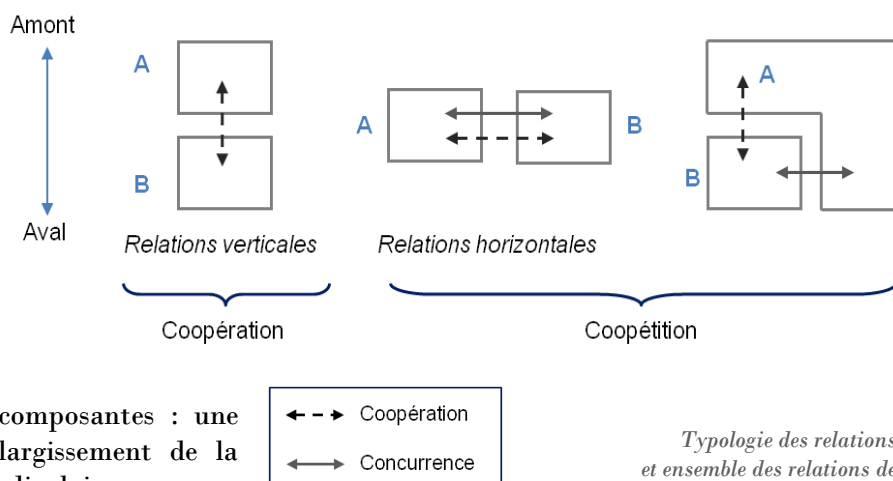 Amont
A
B
Aval
A
B
A
B
Relations verticales
Relations horizontales
Coopération
Coopétition
composantes : une
largissement de la
Coopération
Concurrence
Typologie des relations
et ensemble des relations de